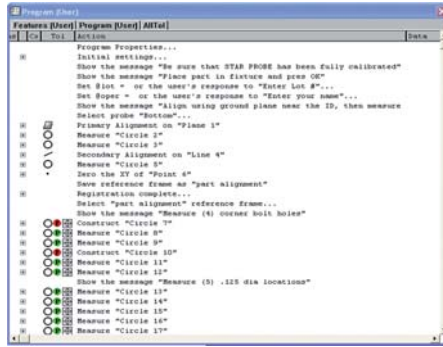 Program (User)
Features (User) Program (User) AllTol
Cs Tol Action Data
Program Properties...
Initial settings...
Show the message "Be sure that STAR PROBE has been fully calibrated"
Show the message "Place part in fixture and pres OK"
Set @lot = or the user's response to "Enter Lot #"...
Set @oper = or the user's response to "Enter your name"...
Show the message "Align using ground plane near the ID, then measure
Select probe "Bottom"...
Primary Alignment on "Plane 1"
Measure "Circle 2"
Measure "Circle 3"
Secondary Alignment on "Line 4"
Measure "Circle 5"
Zero the XY of "Point 6"
Save reference frame as "part alignment"
Registration complete...
Select "part alignment" reference frame...
Show the message "Measure (4) corner bolt holes"
Construct "Circle 7"
Measure "Circle 8"
Measure "Circle 9"
Construct "Circle 10"
Measure "Circle 11"
Measure "Circle 12"
Show the message "Measure (5) .125 dia locations"
Measure "Circle 13"
Measure "Circle 14"
Measure "Circle 15"
Measure "Circle 16"
Measure "Circle 17"